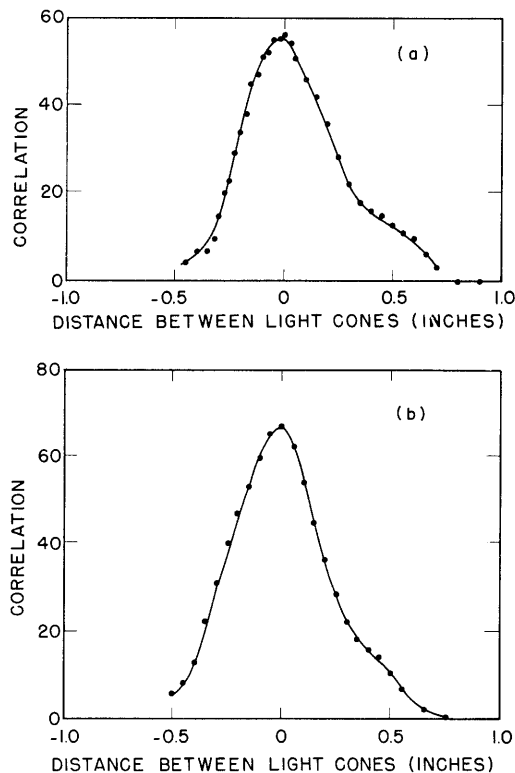 60
(a)
40
CORRELATION
20
0
-1.0 -0.5 0 0.5 1.0
DISTANCE BETWEEN LIGHT CONES (INCHES)
80
(b)
60
CORRELATION
40
20
0
-1.0 -0.5 0 0.5 1.0
DISTANCE BETWEEN LIGHT CONES (INCHES)